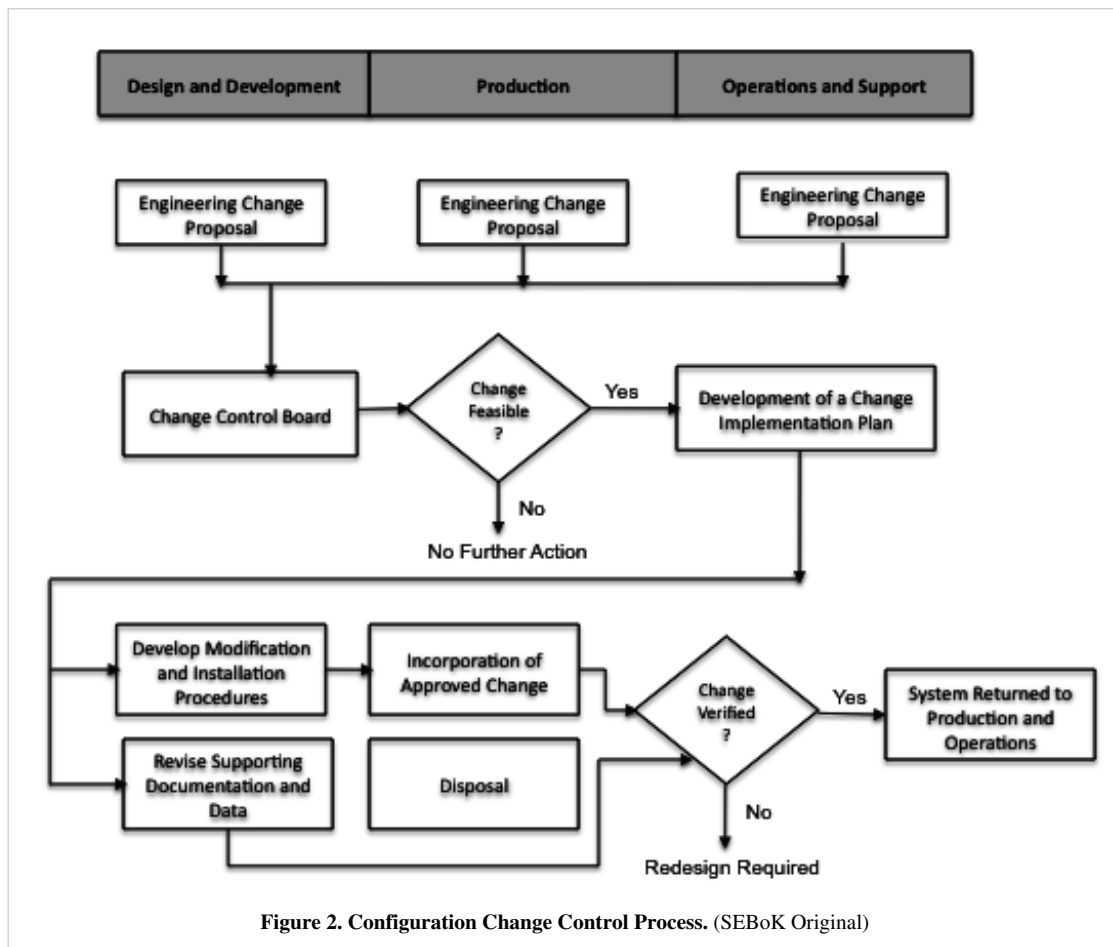 Design and Development
Production
Operations and Support
Engineering Change
Proposal
Engineering Change
Proposal
Engineering Change
Proposal
Change Control Board
Change
Feasible
?
Yes
Development of a Change
Implementation Plan
No
No Further Action
Develop Modification
and Installation
Procedures
Incorporation of
Approved Change
Change
Verified
?
Yes
System Returned to
Production and
Operations
Revise Supporting
Documentation and
Data
Disposal
No
Redesign Required
Figure 2. Configuration Change Control Process. (SEBoK Original)